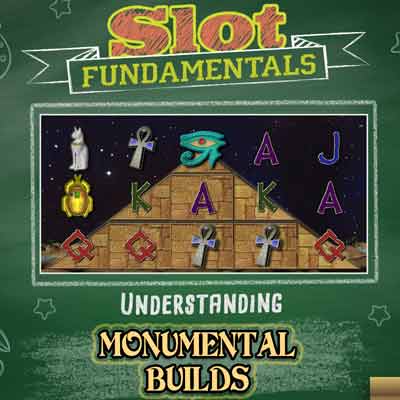 Slot
FUNDAMENTALS
A J
K A K A
Q Q Q
UNDERSTANDING
MONUMENTAL
BUILDS